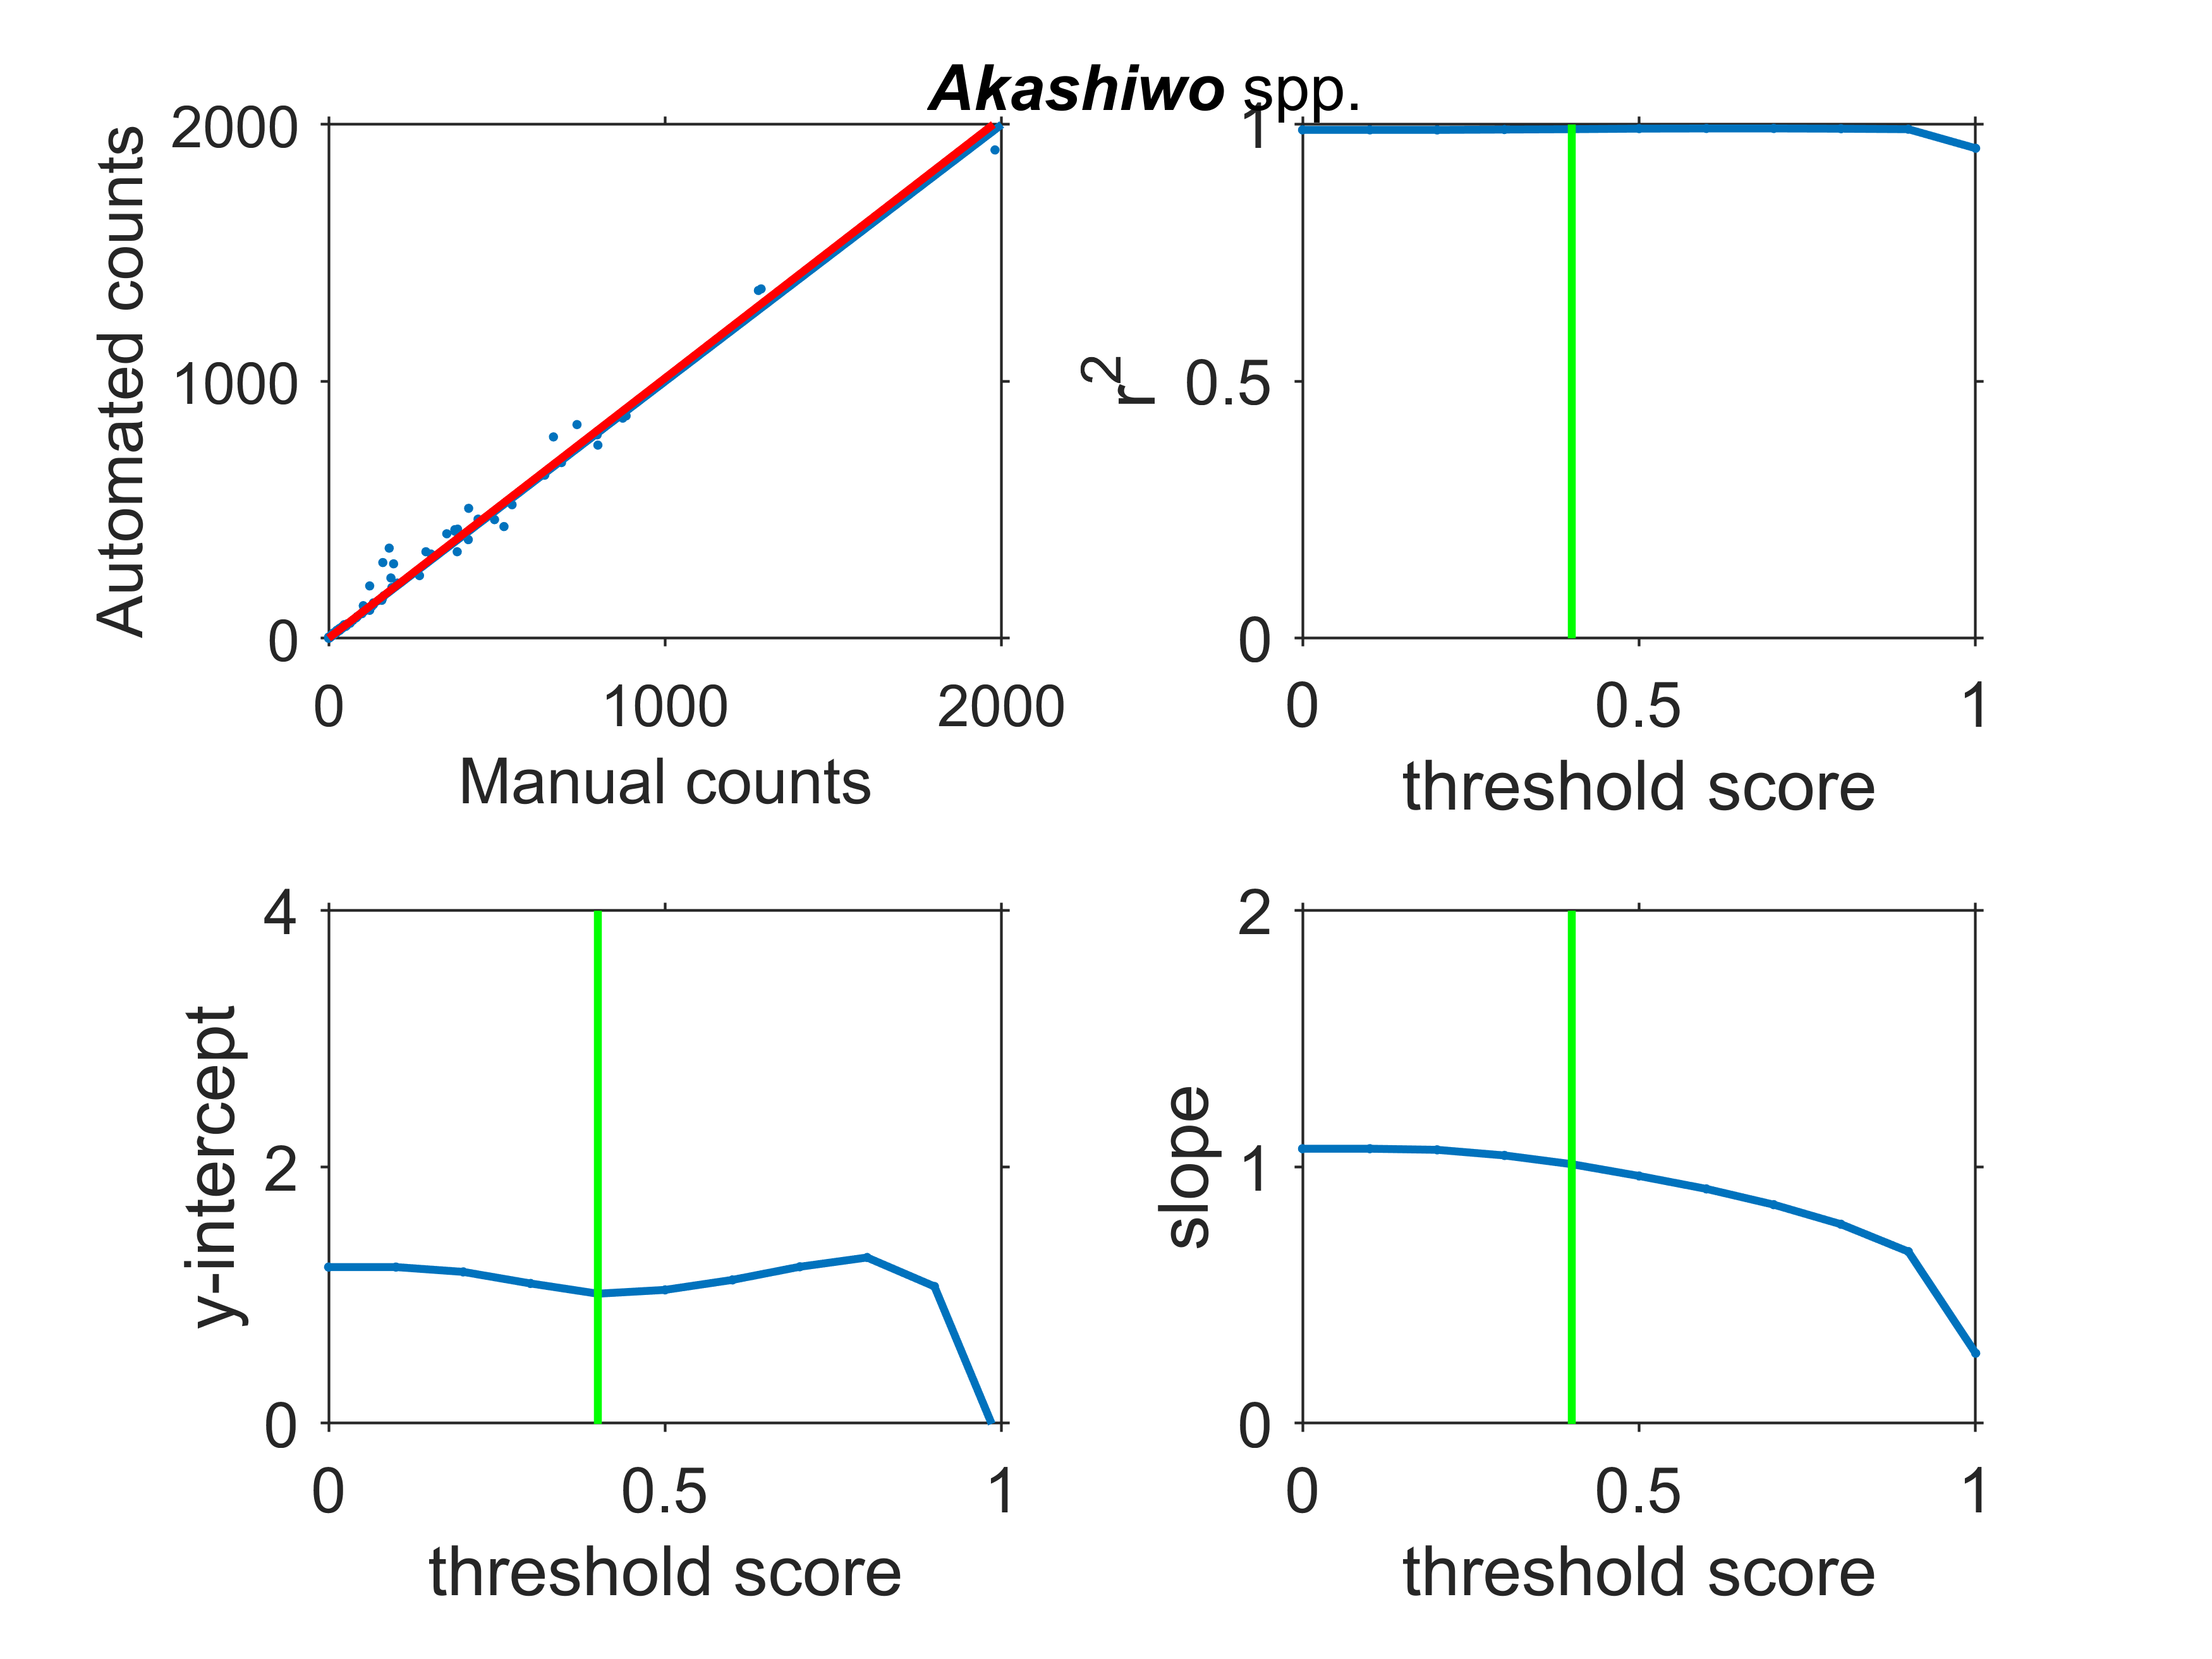 Akashiwo spp.
2000
1000
0
0 1000 2000
Automated counts
Manual counts
1
0.5
0
0 0.5 1
r2
threshold score
4
2
0
0 0.5 1
y-intercept
threshold score
2
1
0
0 0.5 1
slope
threshold score